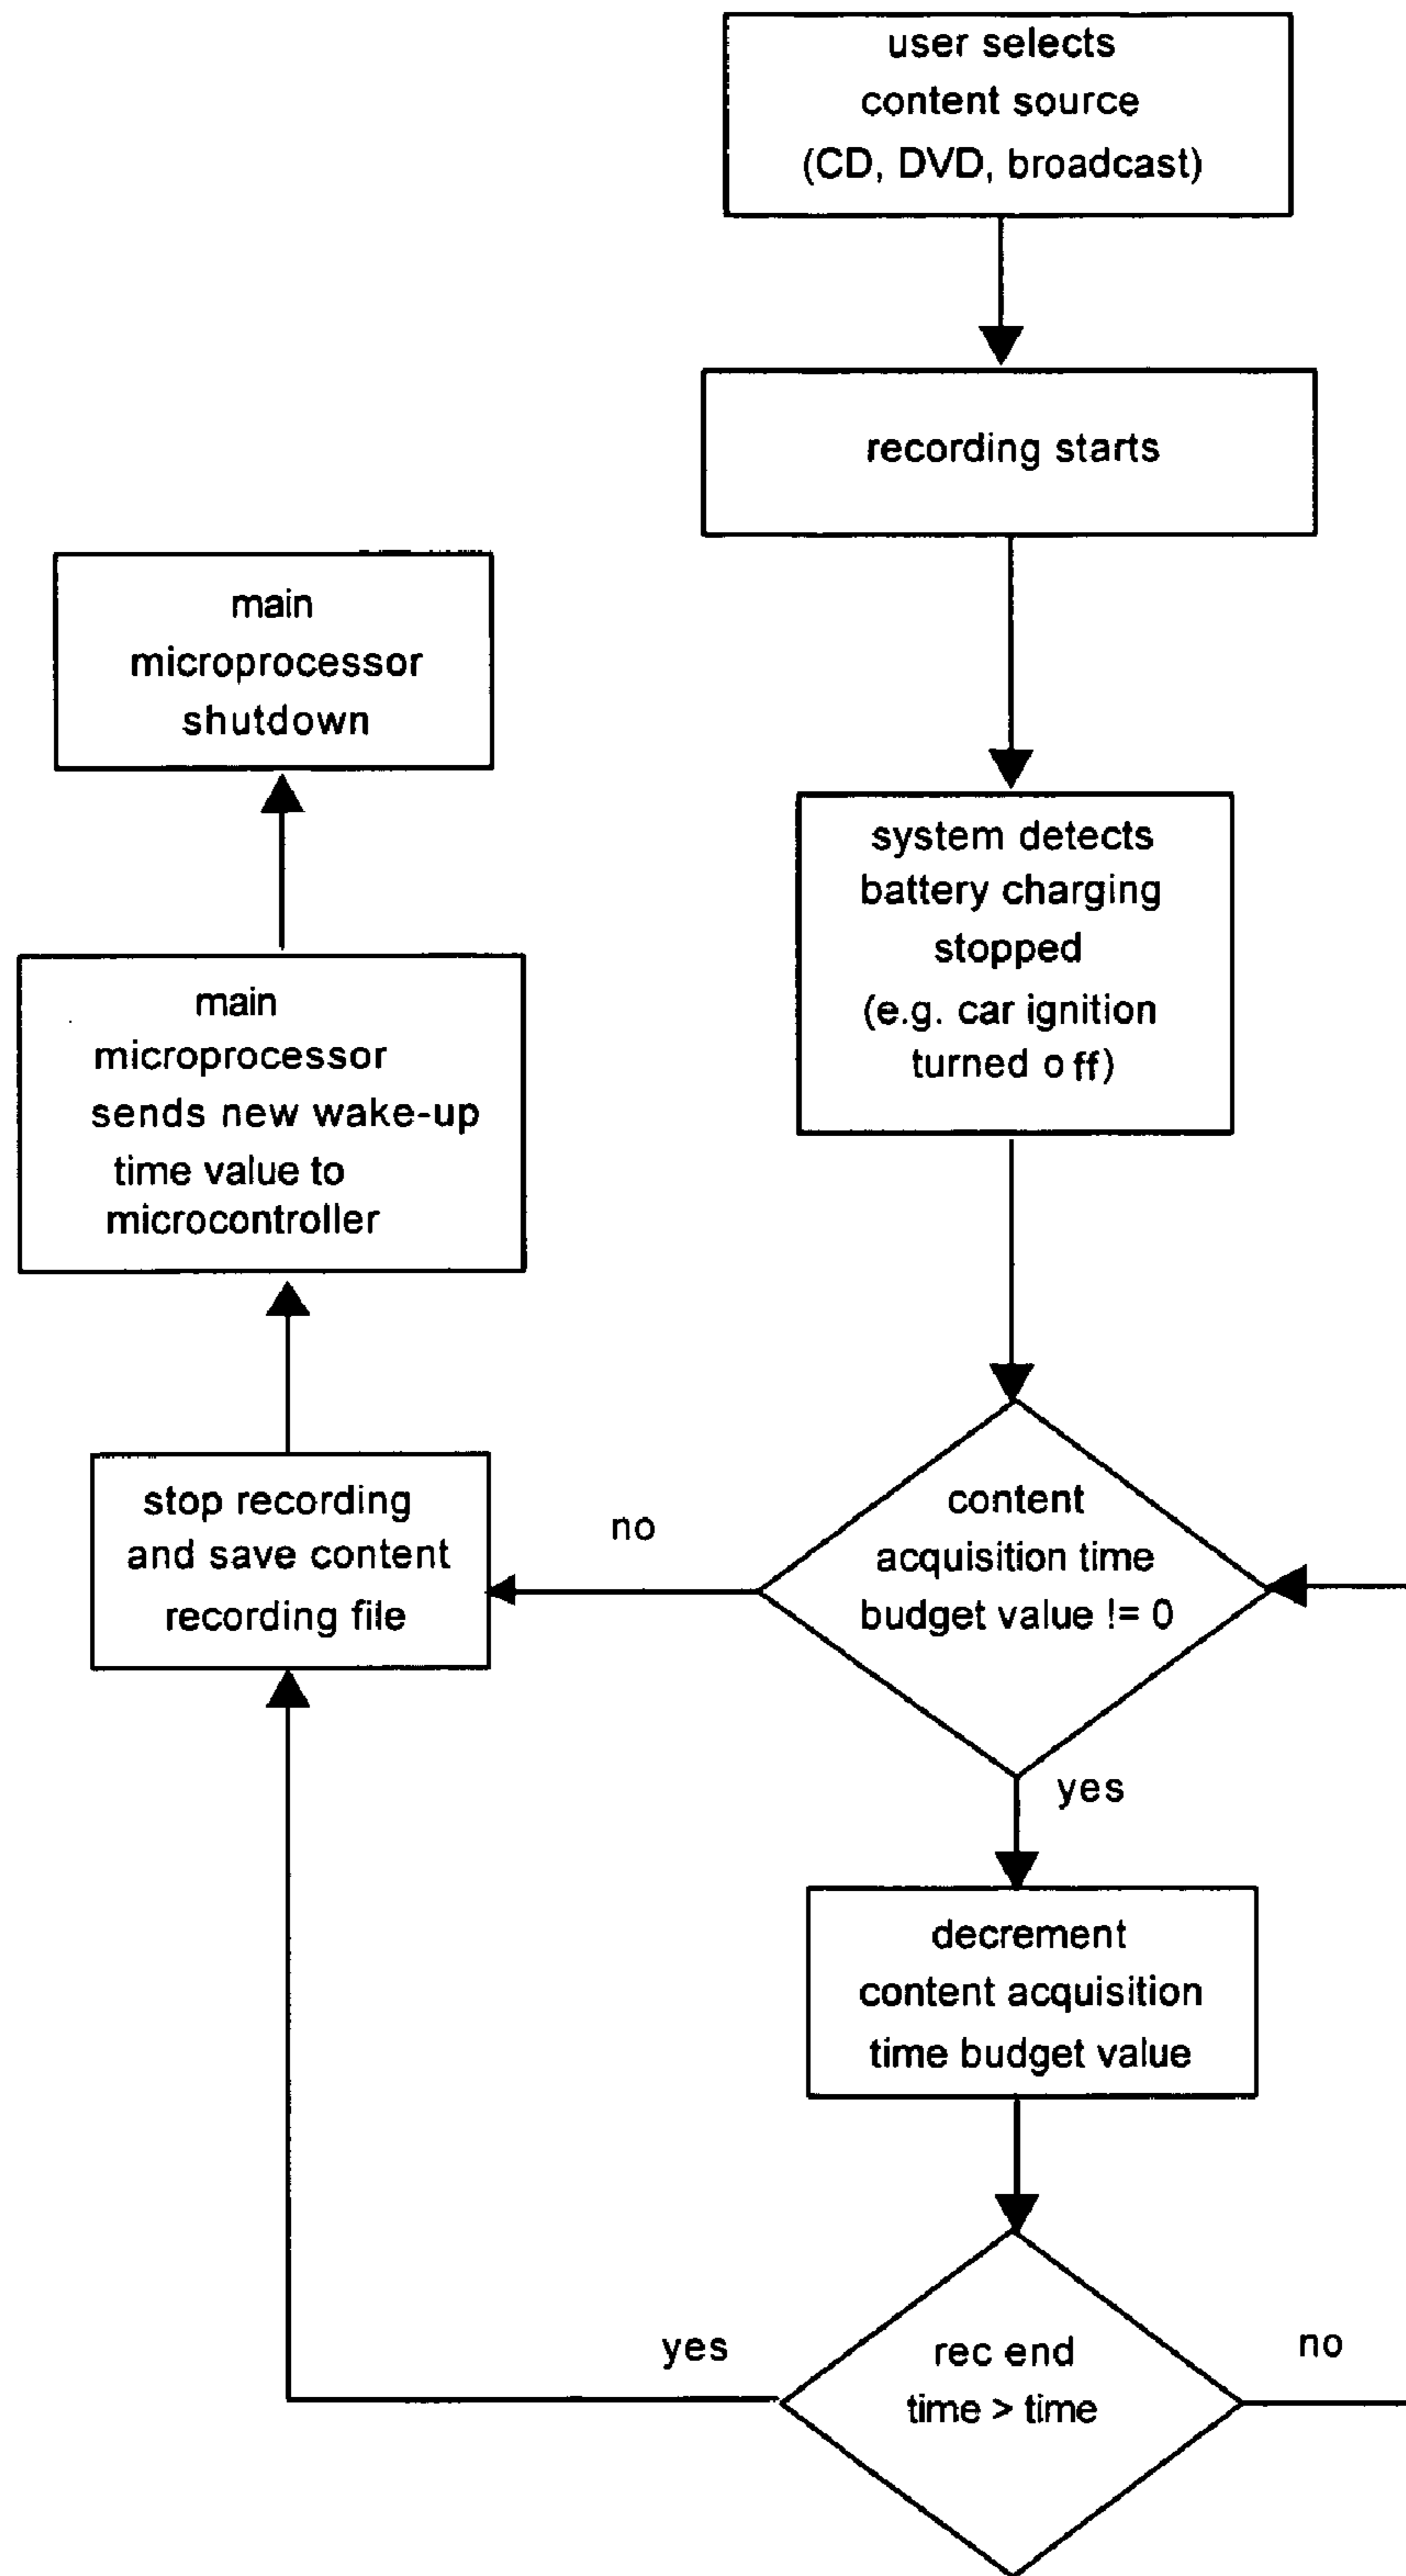 user selects
content source
(CD, DVD, broadcast)
recording starts
system detects
battery charging
stopped
(e.g. car ignition
turned off)
content
acquisition time
budget value != 0
no
yes
decrement
content acquisition
time budget value
rec end
time > time
yes
no
stop recording
and save content
recording file
main
microprocessor
sends new wake-up
time value to
microcontroller
main
microprocessor
shutdown